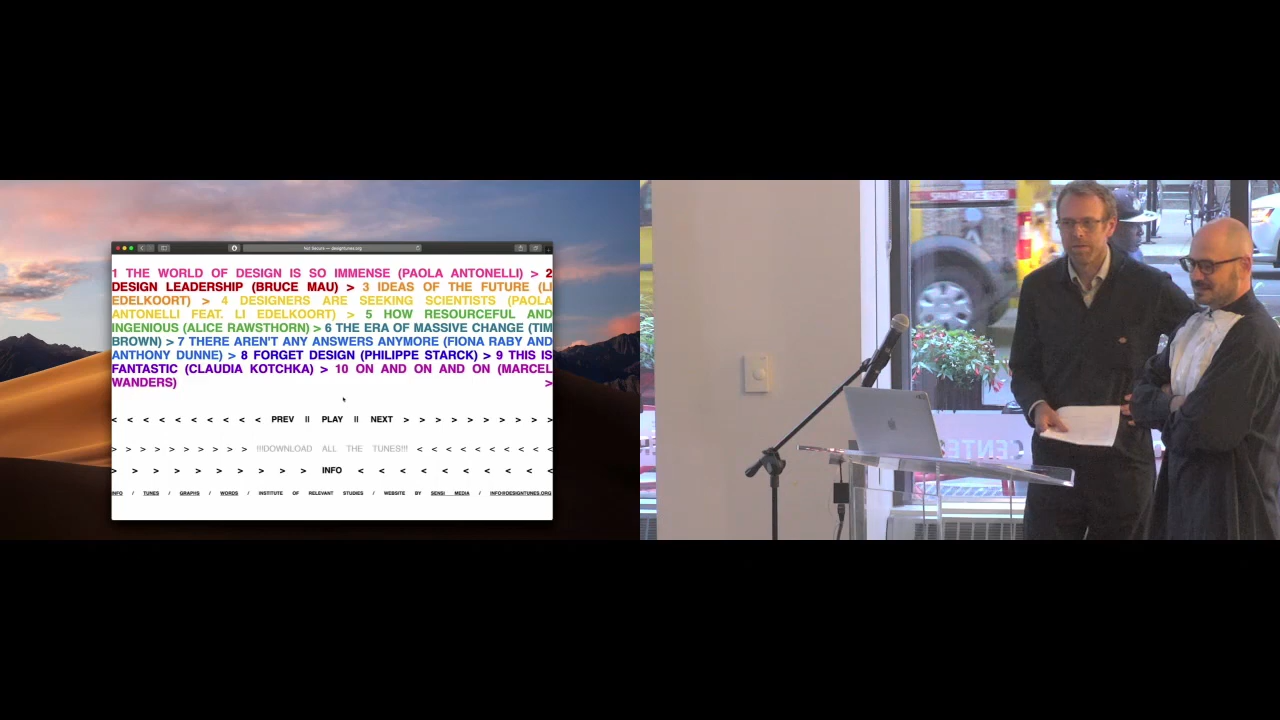 Not Secure — designtunes.org
1 THE WORLD OF DESIGN IS SO IMMENSE (PAOLA ANTONELLI) > 2
DESIGN LEADERSHIP (BRUCE MAU) > 3 IDEAS OF THE FUTURE (LI
EDELKOORT) > 4 DESIGNERS ARE SEEKING SCIENTISTS (PAOLA
ANTONELLI FEAT. LI EDELKOORT) > 5 HOW RESOURCEFUL AND
INGENIOUS (ALICE RAWSTHORN) > 6 THE ERA OF MASSIVE CHANGE (TIM
BROWN) > 7 THERE AREN'T ANY ANSWERS ANYMORE (FIONA RABY AND
ANTHONY DUNNE) > 8 FORGET DESIGN (PHILIPPE STARCK) > 9 THIS IS
FANTASTIC (CLAUDIA KOTCHKA) > 10 ON AND ON AND ON (MARCEL
WANDERS) >
< < < < < < < < < < < PREV || PLAY || NEXT > > > > > > > > > > >
> > > > > > > > > > !!!DOWNLOAD ALL THE TUNES!!! < < < < < < < < < <
> > > > > > > > > > INFO < < < < < < < < < <
INFO / TUNES / GRAPHS / WORDS / INSTITUTE OF RELEVANT STUDIES / WEBSITE BY SENSI MEDIA / INFO@DESIGNTUNES.ORG
CENTE